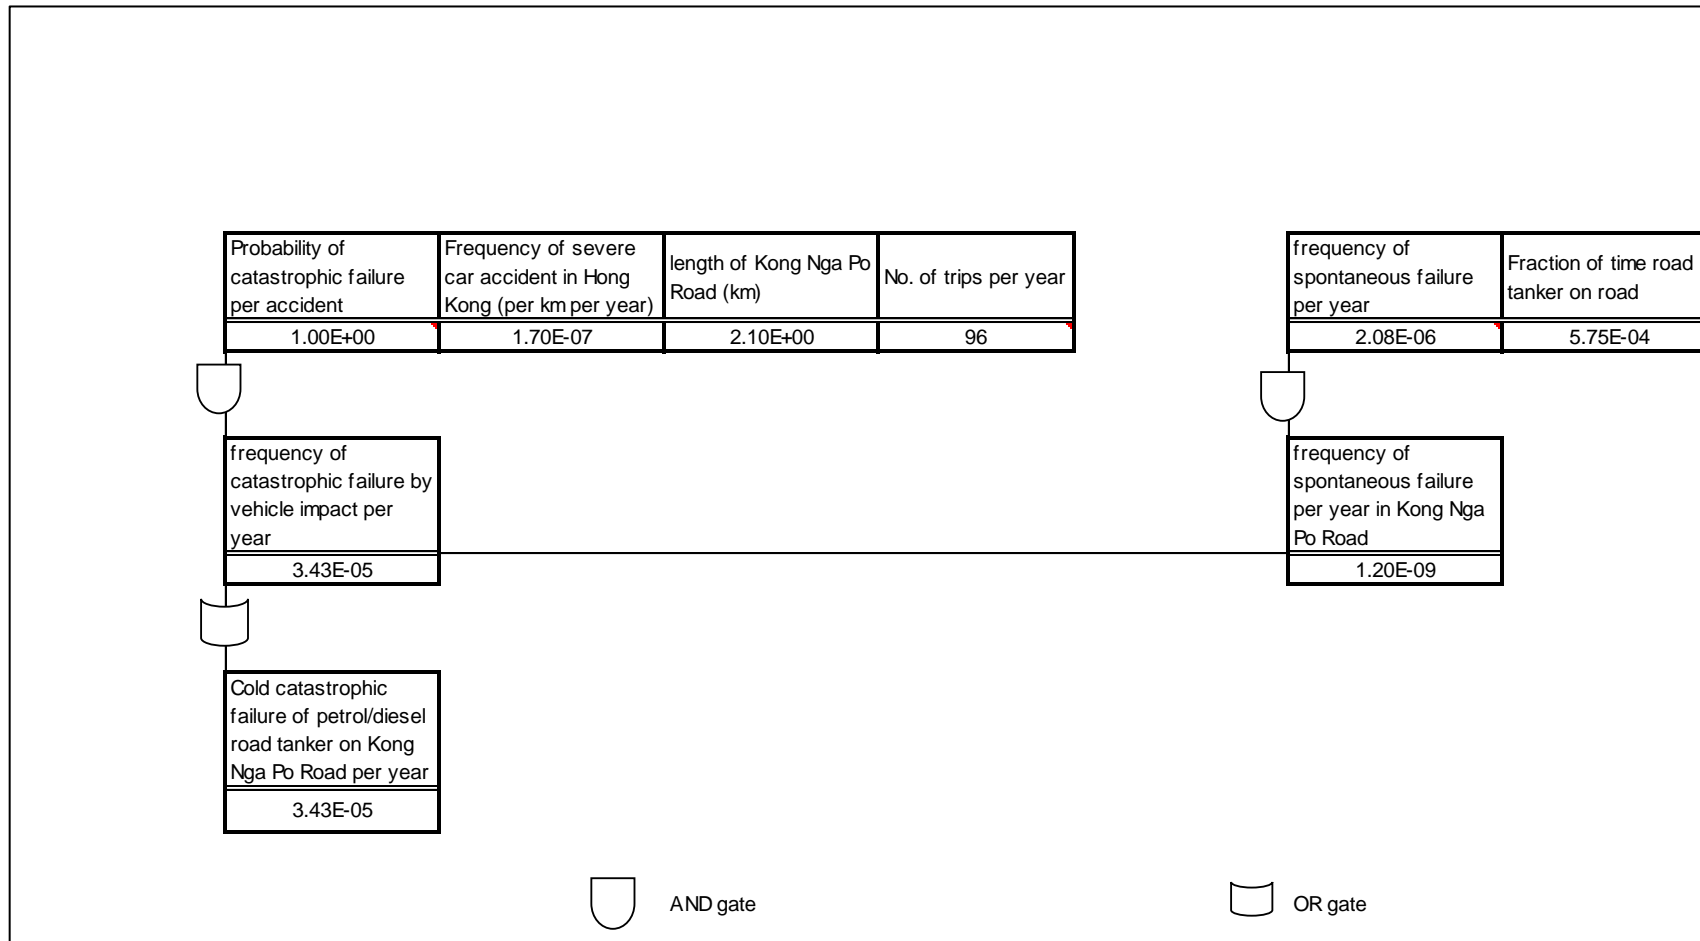 Probability of
catastrophic failure
per accident
Frequency of severe
car accident in Hong
Kong (per km per year)
length of Kong Nga Po
Road (km)
No. of trips per year
1.00E+00
1.70E-07
2.10E+00
96
frequency of
spontaneous failure
per year
Fraction of time road
tanker on road
2.08E-06
5.75E-04
frequency of
catastrophic failure by
vehicle impact per
year
3.43E-05
frequency of
spontaneous failure
per year in Kong Nga
Po Road
1.20E-09
Cold catastrophic
failure of petrol/diesel
road tanker on Kong
Nga Po Road per year
3.43E-05
AND gate
OR gate